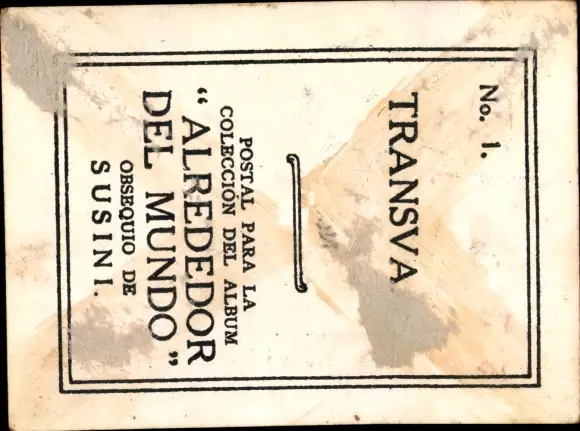 No. 1.
TRANSVA
POSTAL PARA LA
COLECCIÓN DEL ALBUM
“ALREDEDOR
DEL MUNDO”
OBSEQUIO DE
SUSINI.